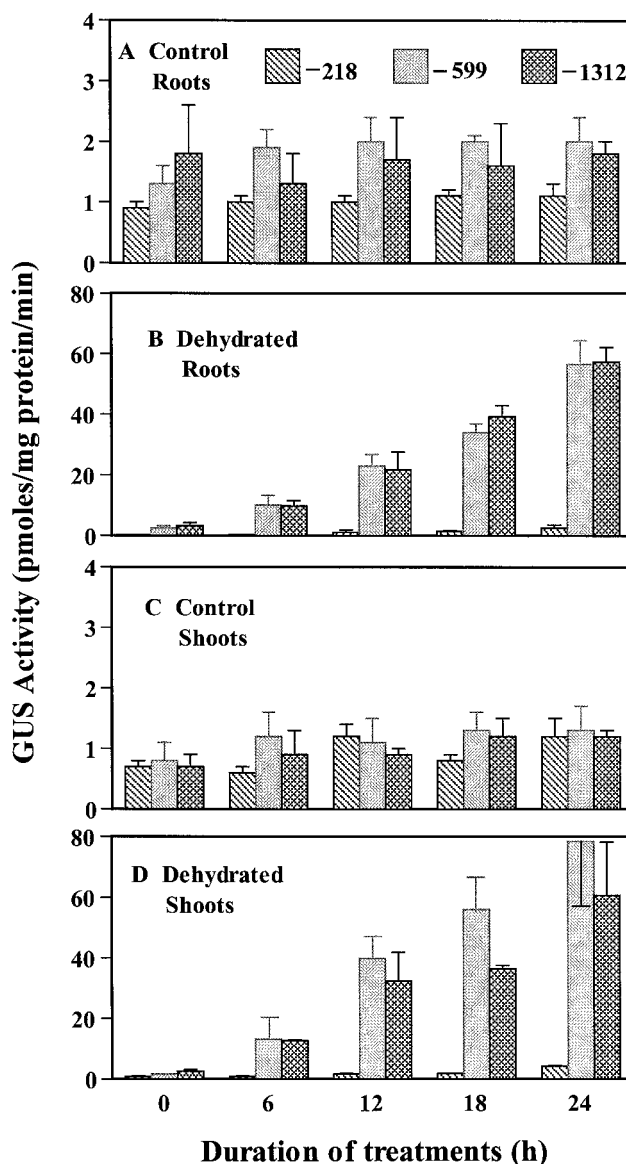 4
A Control
Roots
-218
-599
-1312
3
2
1
0
80
B Dehydrated
Roots
60
40
20
0
4
C Control
Shoots
3
2
1
0
80
D Dehydrated
Shoots
60
40
20
0
0 6 12 18 24
Duration of treatments (h)
GUS Activity (pmoles/mg protein/min)